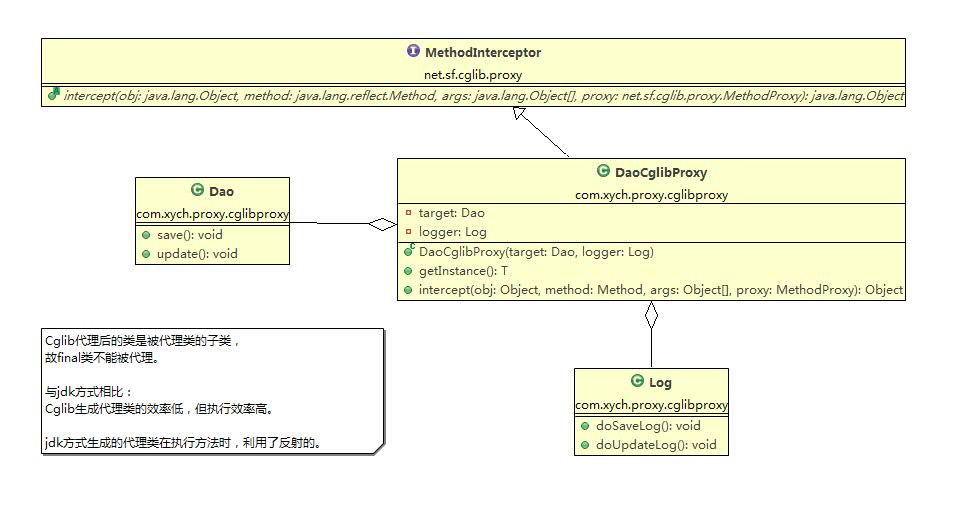 MethodInterceptor
net.sf.cglib.proxy
intercept(obj: java.lang.Object, method: java.lang.reflect.Method, args: java.lang.Object[], proxy: net.sf.cglib.proxy.MethodProxy): java.lang.Object
DaoCglibProxy
com.xych.proxy.cglibproxy
target: Dao
logger: Log
DaoCglibProxy(target: Dao, logger: Log)
getInstance(): T
intercept(obj: Object, method: Method, args: Object[], proxy: MethodProxy): Object
Dao
com.xych.proxy.cglibproxy
save(): void
update(): void
Cglib代理后的类是被代理类的子类，
故final类不能被代理。
与jdk方式相比：
Cglib生成代理类的效率低，但执行效率高。
jdk方式生成的代理类在执行方法时，利用了反射的。
Log
com.xych.proxy.cglibproxy
doSaveLog(): void
doUpdateLog(): void